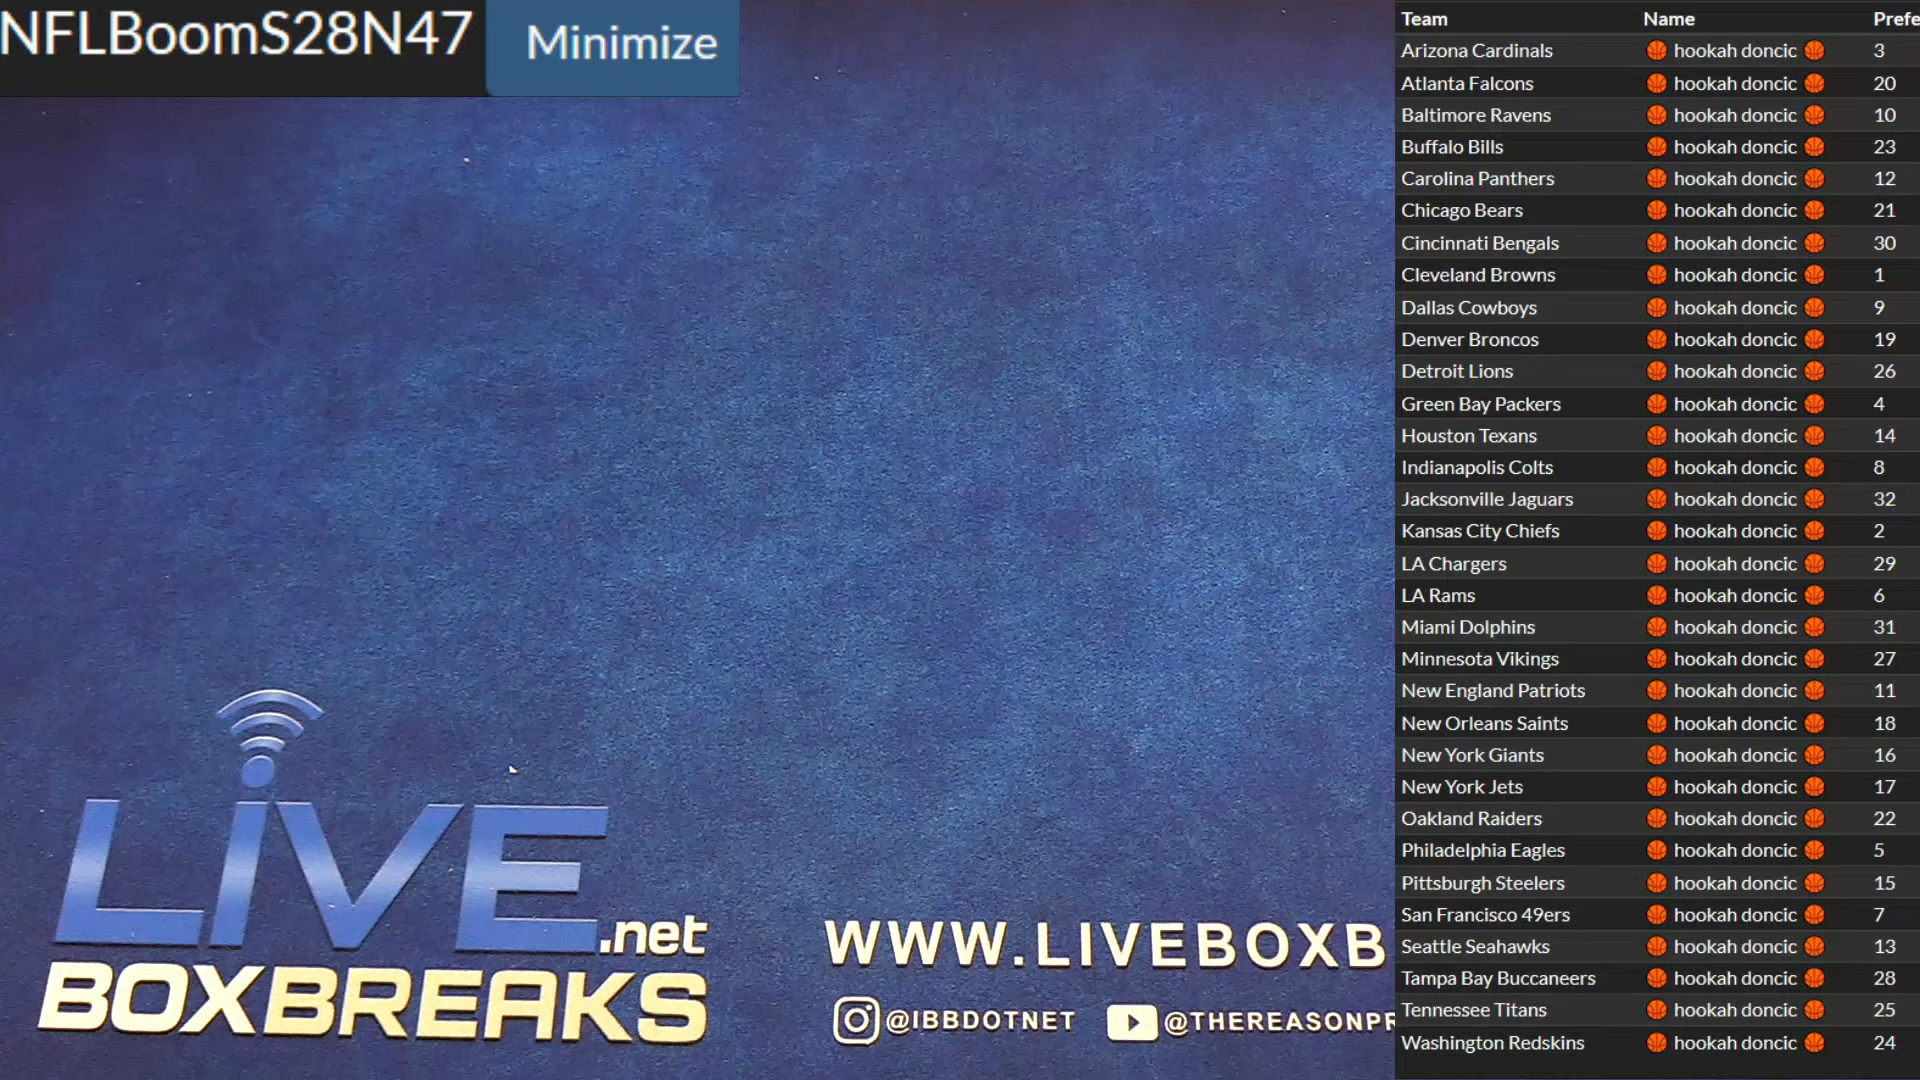 NFLBoomS28N47 Minimize
Team Name Prefe
Arizona Cardinals 🏀 hookah doncic 🏀 3
Atlanta Falcons 🏀 hookah doncic 🏀 20
Baltimore Ravens 🏀 hookah doncic 🏀 10
Buffalo Bills 🏀 hookah doncic 🏀 23
Carolina Panthers 🏀 hookah doncic 🏀 12
Chicago Bears 🏀 hookah doncic 🏀 21
Cincinnati Bengals 🏀 hookah doncic 🏀 30
Cleveland Browns 🏀 hookah doncic 🏀 1
Dallas Cowboys 🏀 hookah doncic 🏀 9
Denver Broncos 🏀 hookah doncic 🏀 19
Detroit Lions 🏀 hookah doncic 🏀 26
Green Bay Packers 🏀 hookah doncic 🏀 4
Houston Texans 🏀 hookah doncic 🏀 14
Indianapolis Colts 🏀 hookah doncic 🏀 8
Jacksonville Jaguars 🏀 hookah doncic 🏀 32
Kansas City Chiefs 🏀 hookah doncic 🏀 2
LA Chargers 🏀 hookah doncic 🏀 29
LA Rams 🏀 hookah doncic 🏀 6
Miami Dolphins 🏀 hookah doncic 🏀 31
Minnesota Vikings 🏀 hookah doncic 🏀 27
New England Patriots 🏀 hookah doncic 🏀 11
New Orleans Saints 🏀 hookah doncic 🏀 18
New York Giants 🏀 hookah doncic 🏀 16
New York Jets 🏀 hookah doncic 🏀 17
Oakland Raiders 🏀 hookah doncic 🏀 22
Philadelphia Eagles 🏀 hookah doncic 🏀 5
Pittsburgh Steelers 🏀 hookah doncic 🏀 15
San Francisco 49ers 🏀 hookah doncic 🏀 7
Seattle Seahawks 🏀 hookah doncic 🏀 13
Tampa Bay Buccaneers 🏀 hookah doncic 🏀 28
Tennessee Titans 🏀 hookah doncic 🏀 25
Washington Redskins 🏀 hookah doncic 🏀 24
LiVE.net
BOXBREAKS
WWW.LIVEBOXB
@lBBDOTNET @THEREASONPR